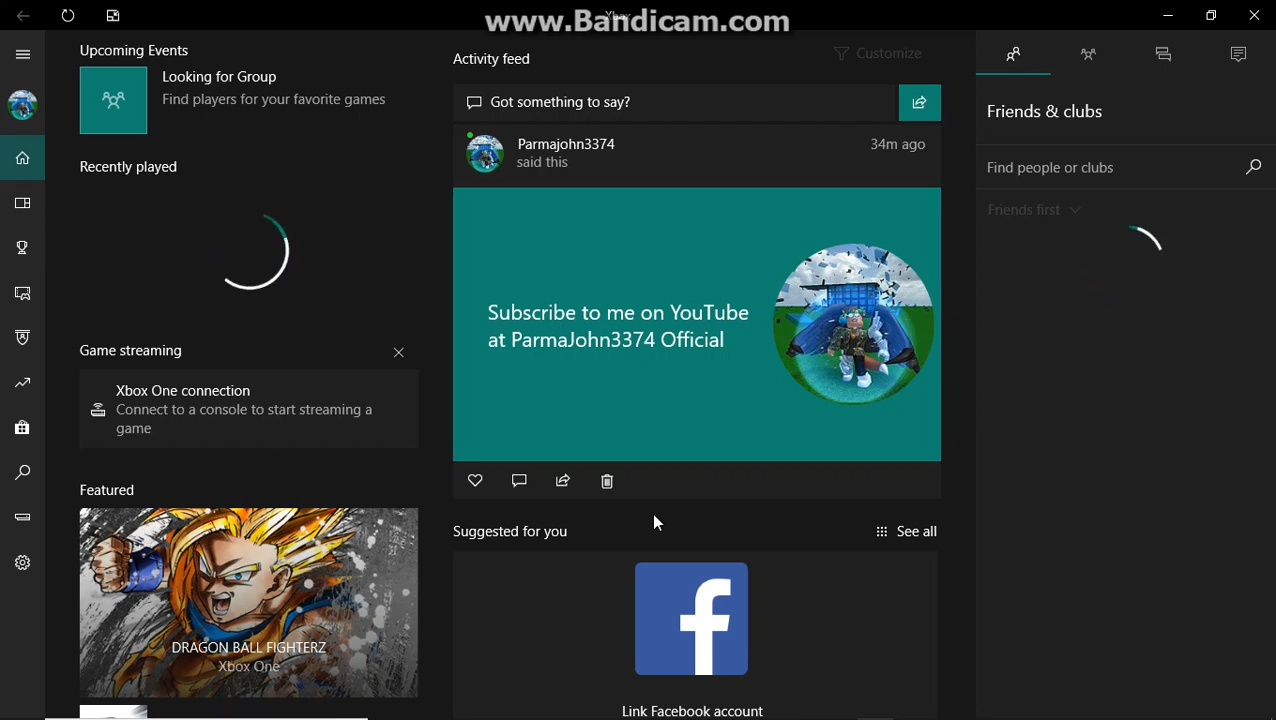 www.Bandicam.com
Upcoming Events
Looking for Group
Find players for your favorite games
Recently played
Game streaming
Xbox One connection
Connect to a console to start streaming a
game
Featured
DRAGON BALL FIGHTERZ
Xbox One
Activity feed
Customize
Got something to say?
Parmajohn3374
34m ago
said this
Subscribe to me on YouTube
at ParmaJohn3374 Official
Suggested for you
See all
Link Facebook account
Friends & clubs
Find people or clubs
Friends first